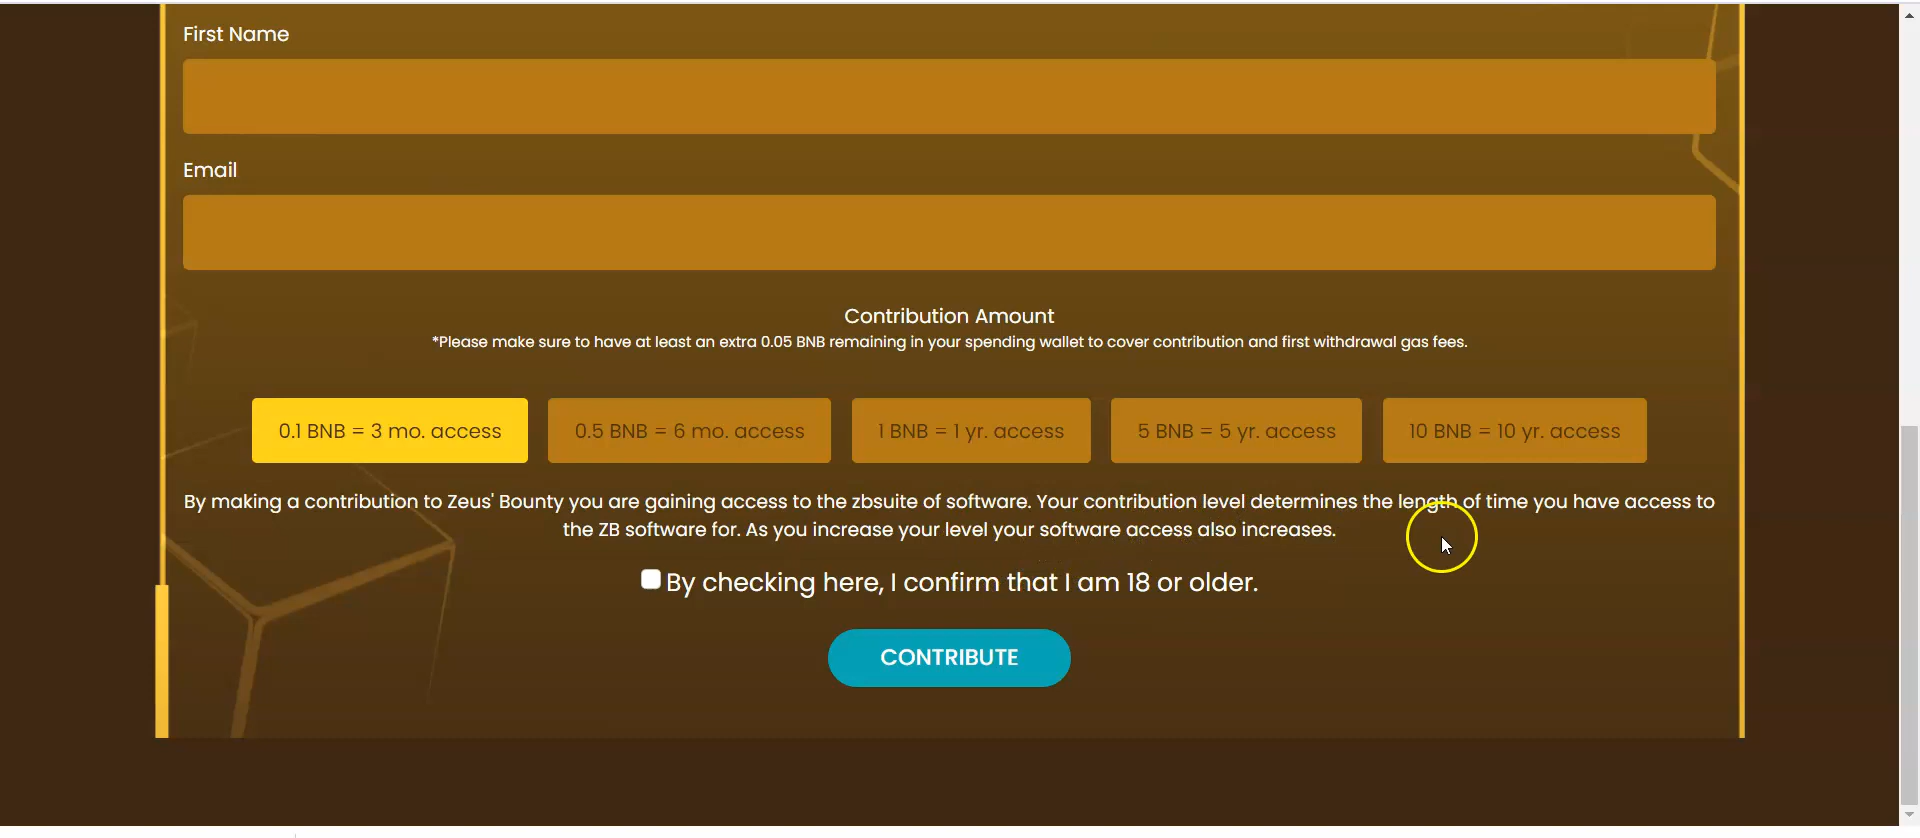 First Name
Email
Contribution Amount
*Please make sure to have at least an extra 0.05 BNB remaining in your spending wallet to cover contribution and first withdrawal gas fees.
0.1 BNB = 3 mo. access
0.5 BNB = 6 mo. access
1 BNB = 1 yr. access
5 BNB = 5 yr. access
10 BNB = 10 yr. access
By making a contribution to Zeus' Bounty you are gaining access to the zbsuite of software. Your contribution level determines the length of time you have access to
the ZB software for. As you increase your level your software access also increases.
By checking here, I confirm that I am 18 or older.
CONTRIBUTE